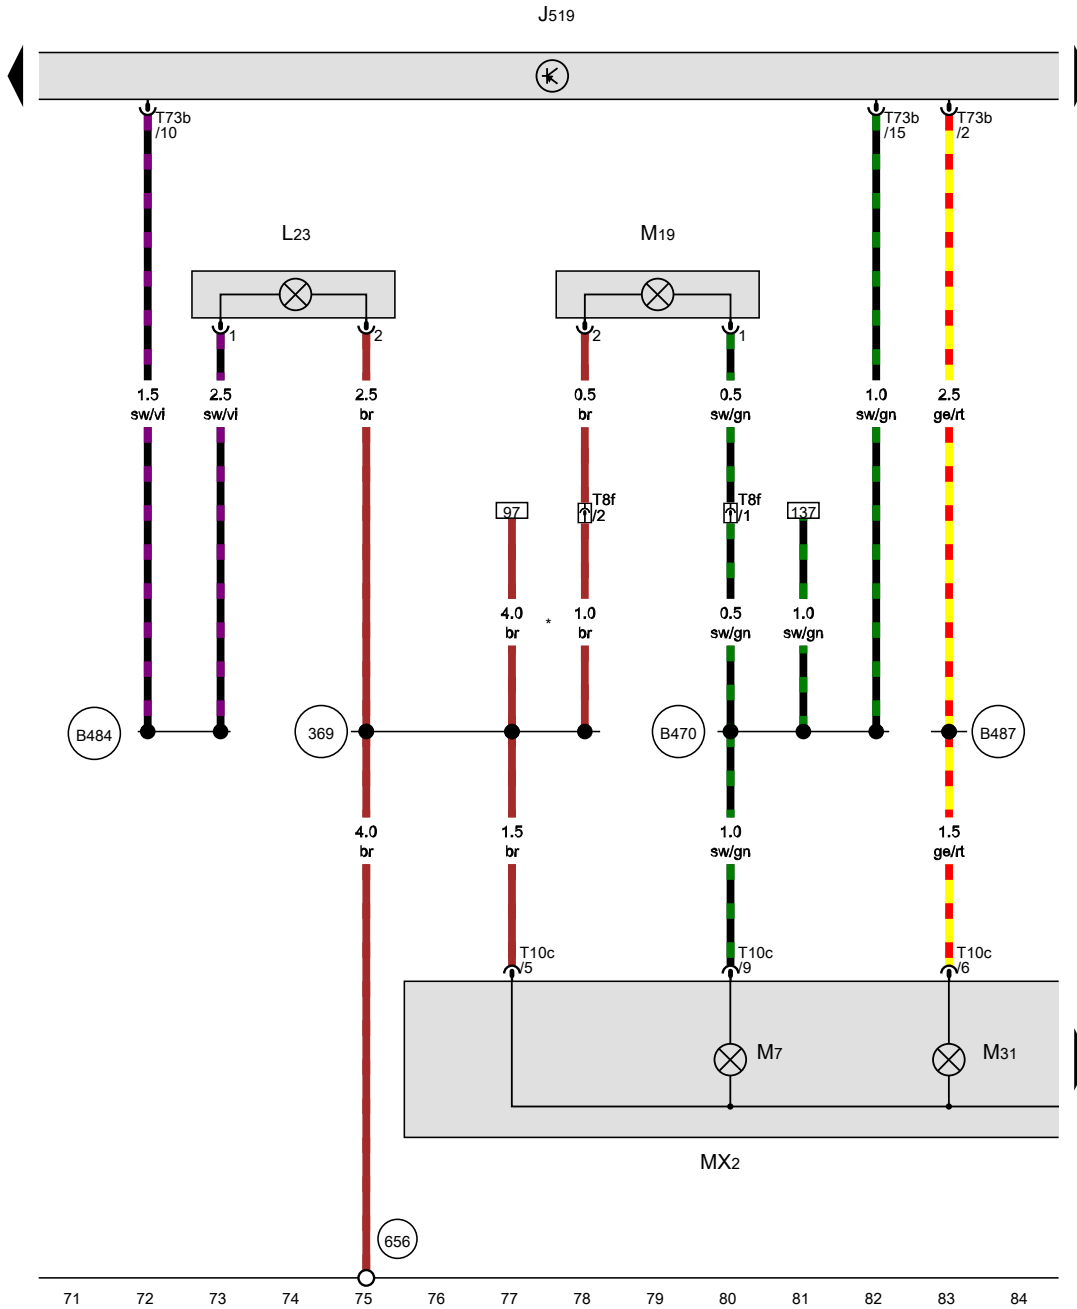 J519
T73b
/10
T73b
/15
T73b
/2
L23
M19
1
2
2
1
1.5
sw/vi
2.5
sw/vi
2.5
br
0.5
br
0.5
sw/gn
1.0
sw/gn
2.5
ge/rt
97
T8f
/2
T8f
/1
137
4.0
br
*
1.0
br
0.5
sw/gn
1.0
sw/gn
B484
369
B470
B487
4.0
br
1.5
br
1.0
sw/gn
1.5
ge/rt
T10c
/5
T10c
/9
T10c
/6
M7
M31
MX2
656
71 72 73 74 75 76 77 78 79 80 81 82 83 84